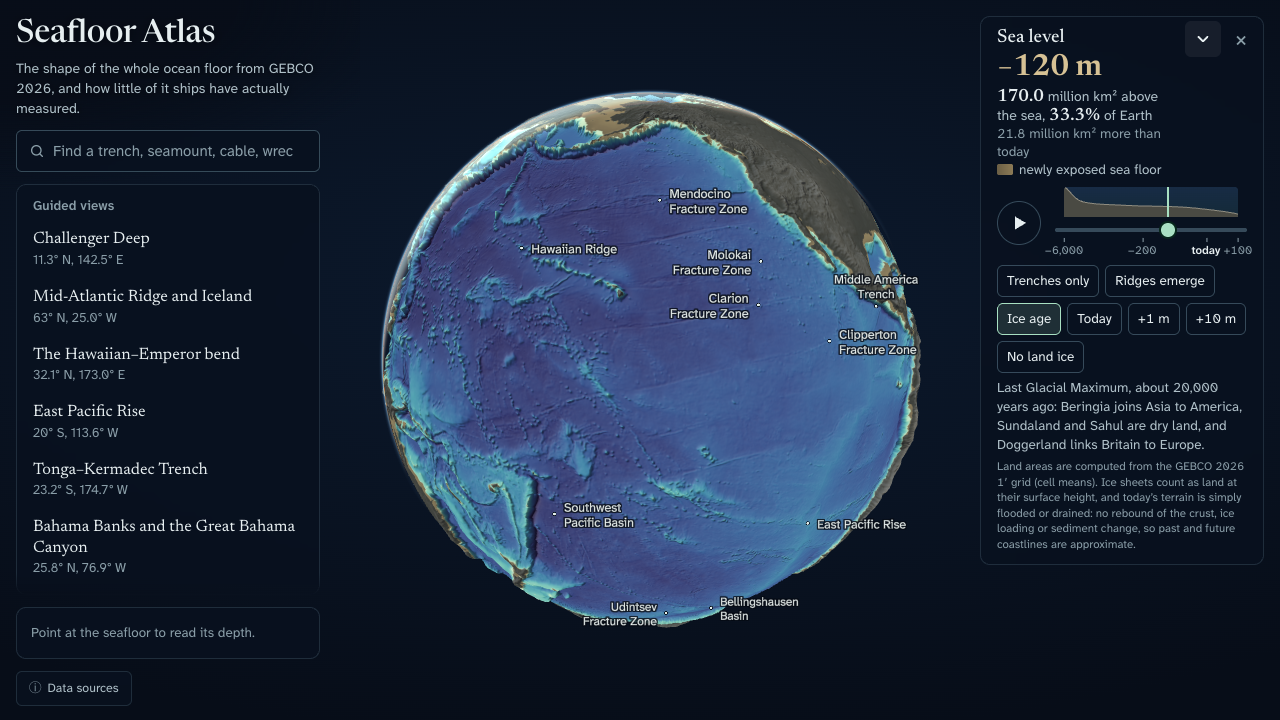 Seafloor Atlas
The shape of the whole ocean floor from GEBCO
2026, and how little of it ships have actually
measured.
Find a trench, seamount, cable, wrec
Guided views
Challenger Deep
11.3° N, 142.5° E
Mid-Atlantic Ridge and Iceland
63° N, 25.0° W
The Hawaiian–Emperor bend
32.1° N, 173.0° E
East Pacific Rise
20° S, 113.6° W
Tonga–Kermadec Trench
23.2° S, 174.7° W
Bahama Banks and the Great Bahama
Canyon
25.8° N, 76.9° W
Point at the seafloor to read its depth.
ⓘ Data sources
Mendocino
Fracture Zone
Hawaiian Ridge
Molokai
Fracture Zone
Middle America
Trench
Clarion
Fracture Zone
Clipperton
Fracture Zone
Southwest
Pacific Basin
East Pacific Rise
Udintsev
Fracture Zone
Bellingshausen
Basin
Sea level
−120 m
170.0 million km² above
the sea, 33.3% of Earth
21.8 million km² more than
today
newly exposed sea floor
−6,000 −200 today +100
Trenches only Ridges emerge
Ice age Today +1 m +10 m
No land ice
Last Glacial Maximum, about 20,000
years ago: Beringia joins Asia to America,
Sundaland and Sahul are dry land, and
Doggerland links Britain to Europe.
Land areas are computed from the GEBCO 2026
1′ grid (cell means). Ice sheets count as land at
their surface height, and today's terrain is simply
flooded or drained: no rebound of the crust, ice
loading or sediment change, so past and future
coastlines are approximate.